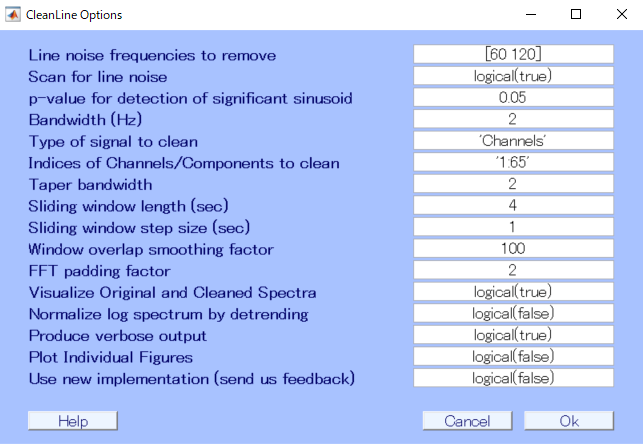 CleanLine Options
Line noise frequencies to remove [60 120]
Scan for line noise logical(true)
p-value for detection of significant sinusoid 0.05
Bandwidth (Hz) 2
Type of signal to clean 'Channels'
Indices of Channels/Components to clean '1:65'
Taper bandwidth 2
Sliding window length (sec) 4
Sliding window step size (sec) 1
Window overlap smoothing factor 100
FFT padding factor 2
Visualize Original and Cleaned Spectra logical(true)
Normalize log spectrum by detrending logical(false)
Produce verbose output logical(true)
Plot Individual Figures logical(false)
Use new implementation (send us feedback) logical(false)
Help Cancel Ok